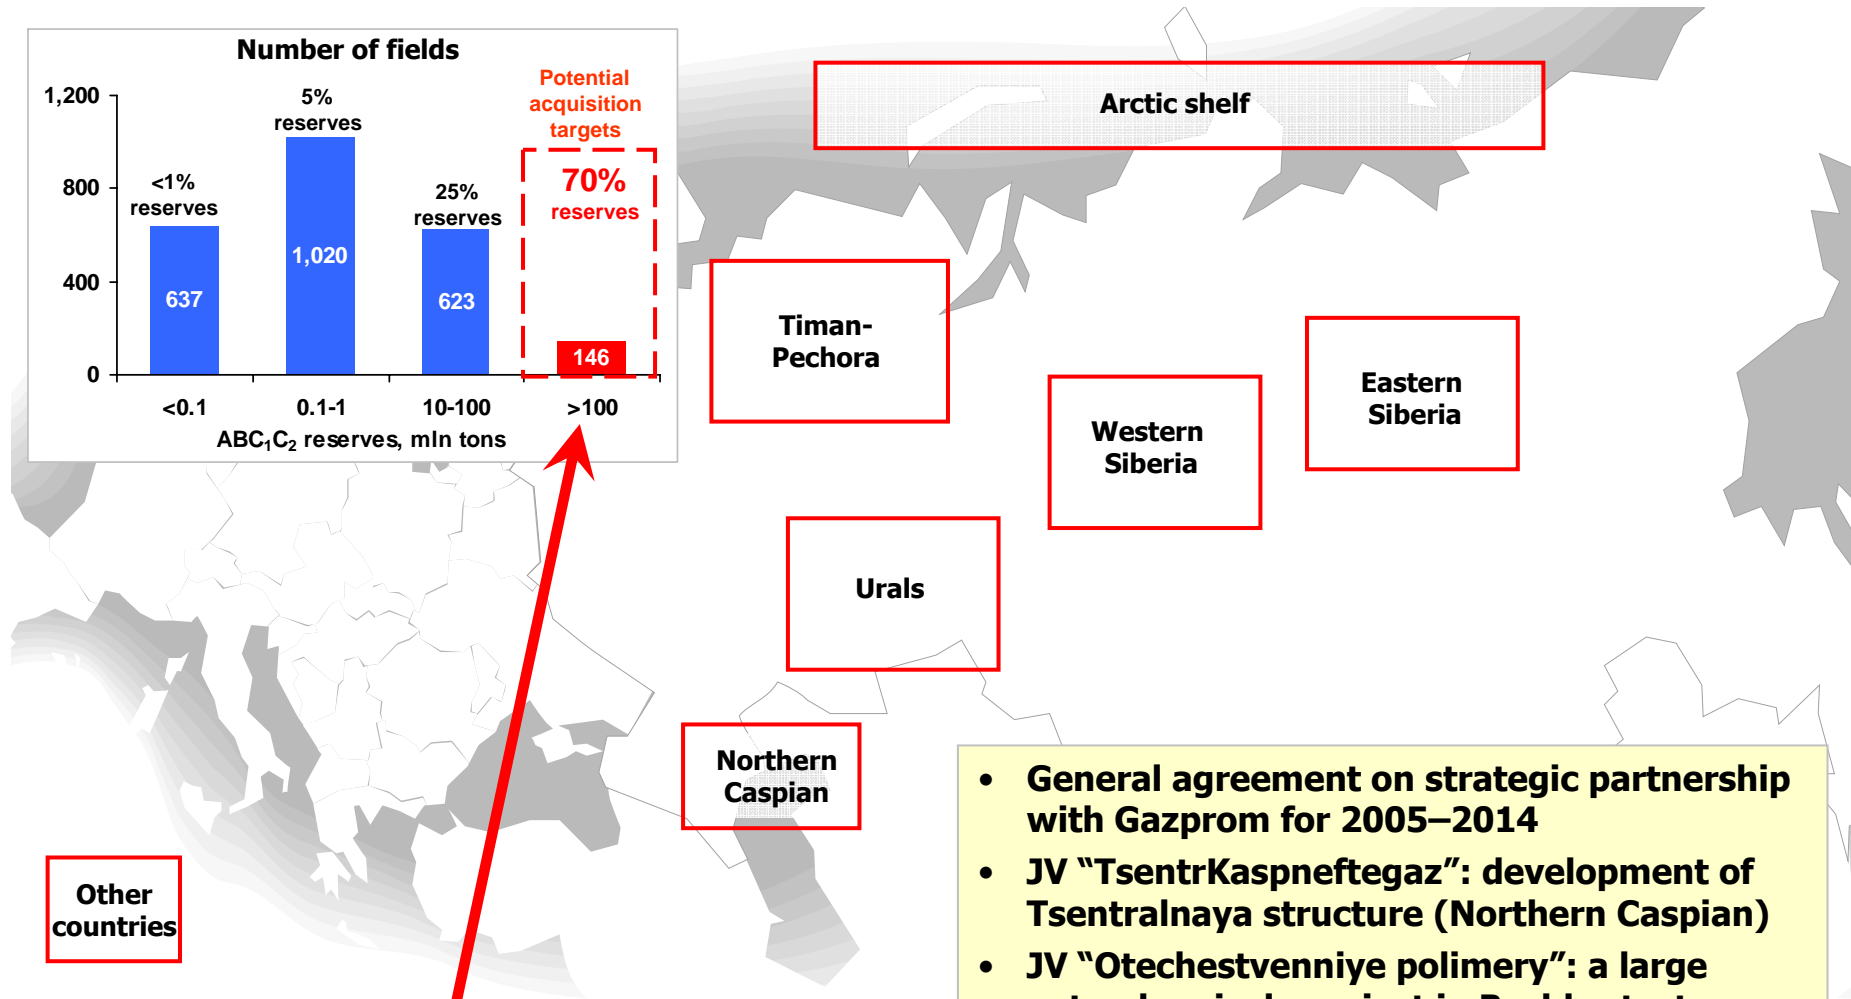 Number of fields
1,200
800
400
0
<1%
reserves
5%
reserves
25%
reserves
Potential
acquisition
targets
70%
reserves
637
1,020
623
146
<0.1
0.1-1
10-100
>100
ABC₁C₂ reserves, mln tons
Arctic shelf
Timan-
Pechora
Western
Siberia
Eastern
Siberia
Urals
Northern
Caspian
Other
countries
• General agreement on strategic partnership
with Gazprom for 2005–2014
• JV “TsentrKaspneftegaz”: development of
Tsentralnaya structure (Northern Caspian)
• JV “Otechestvenniye polimery”: a large